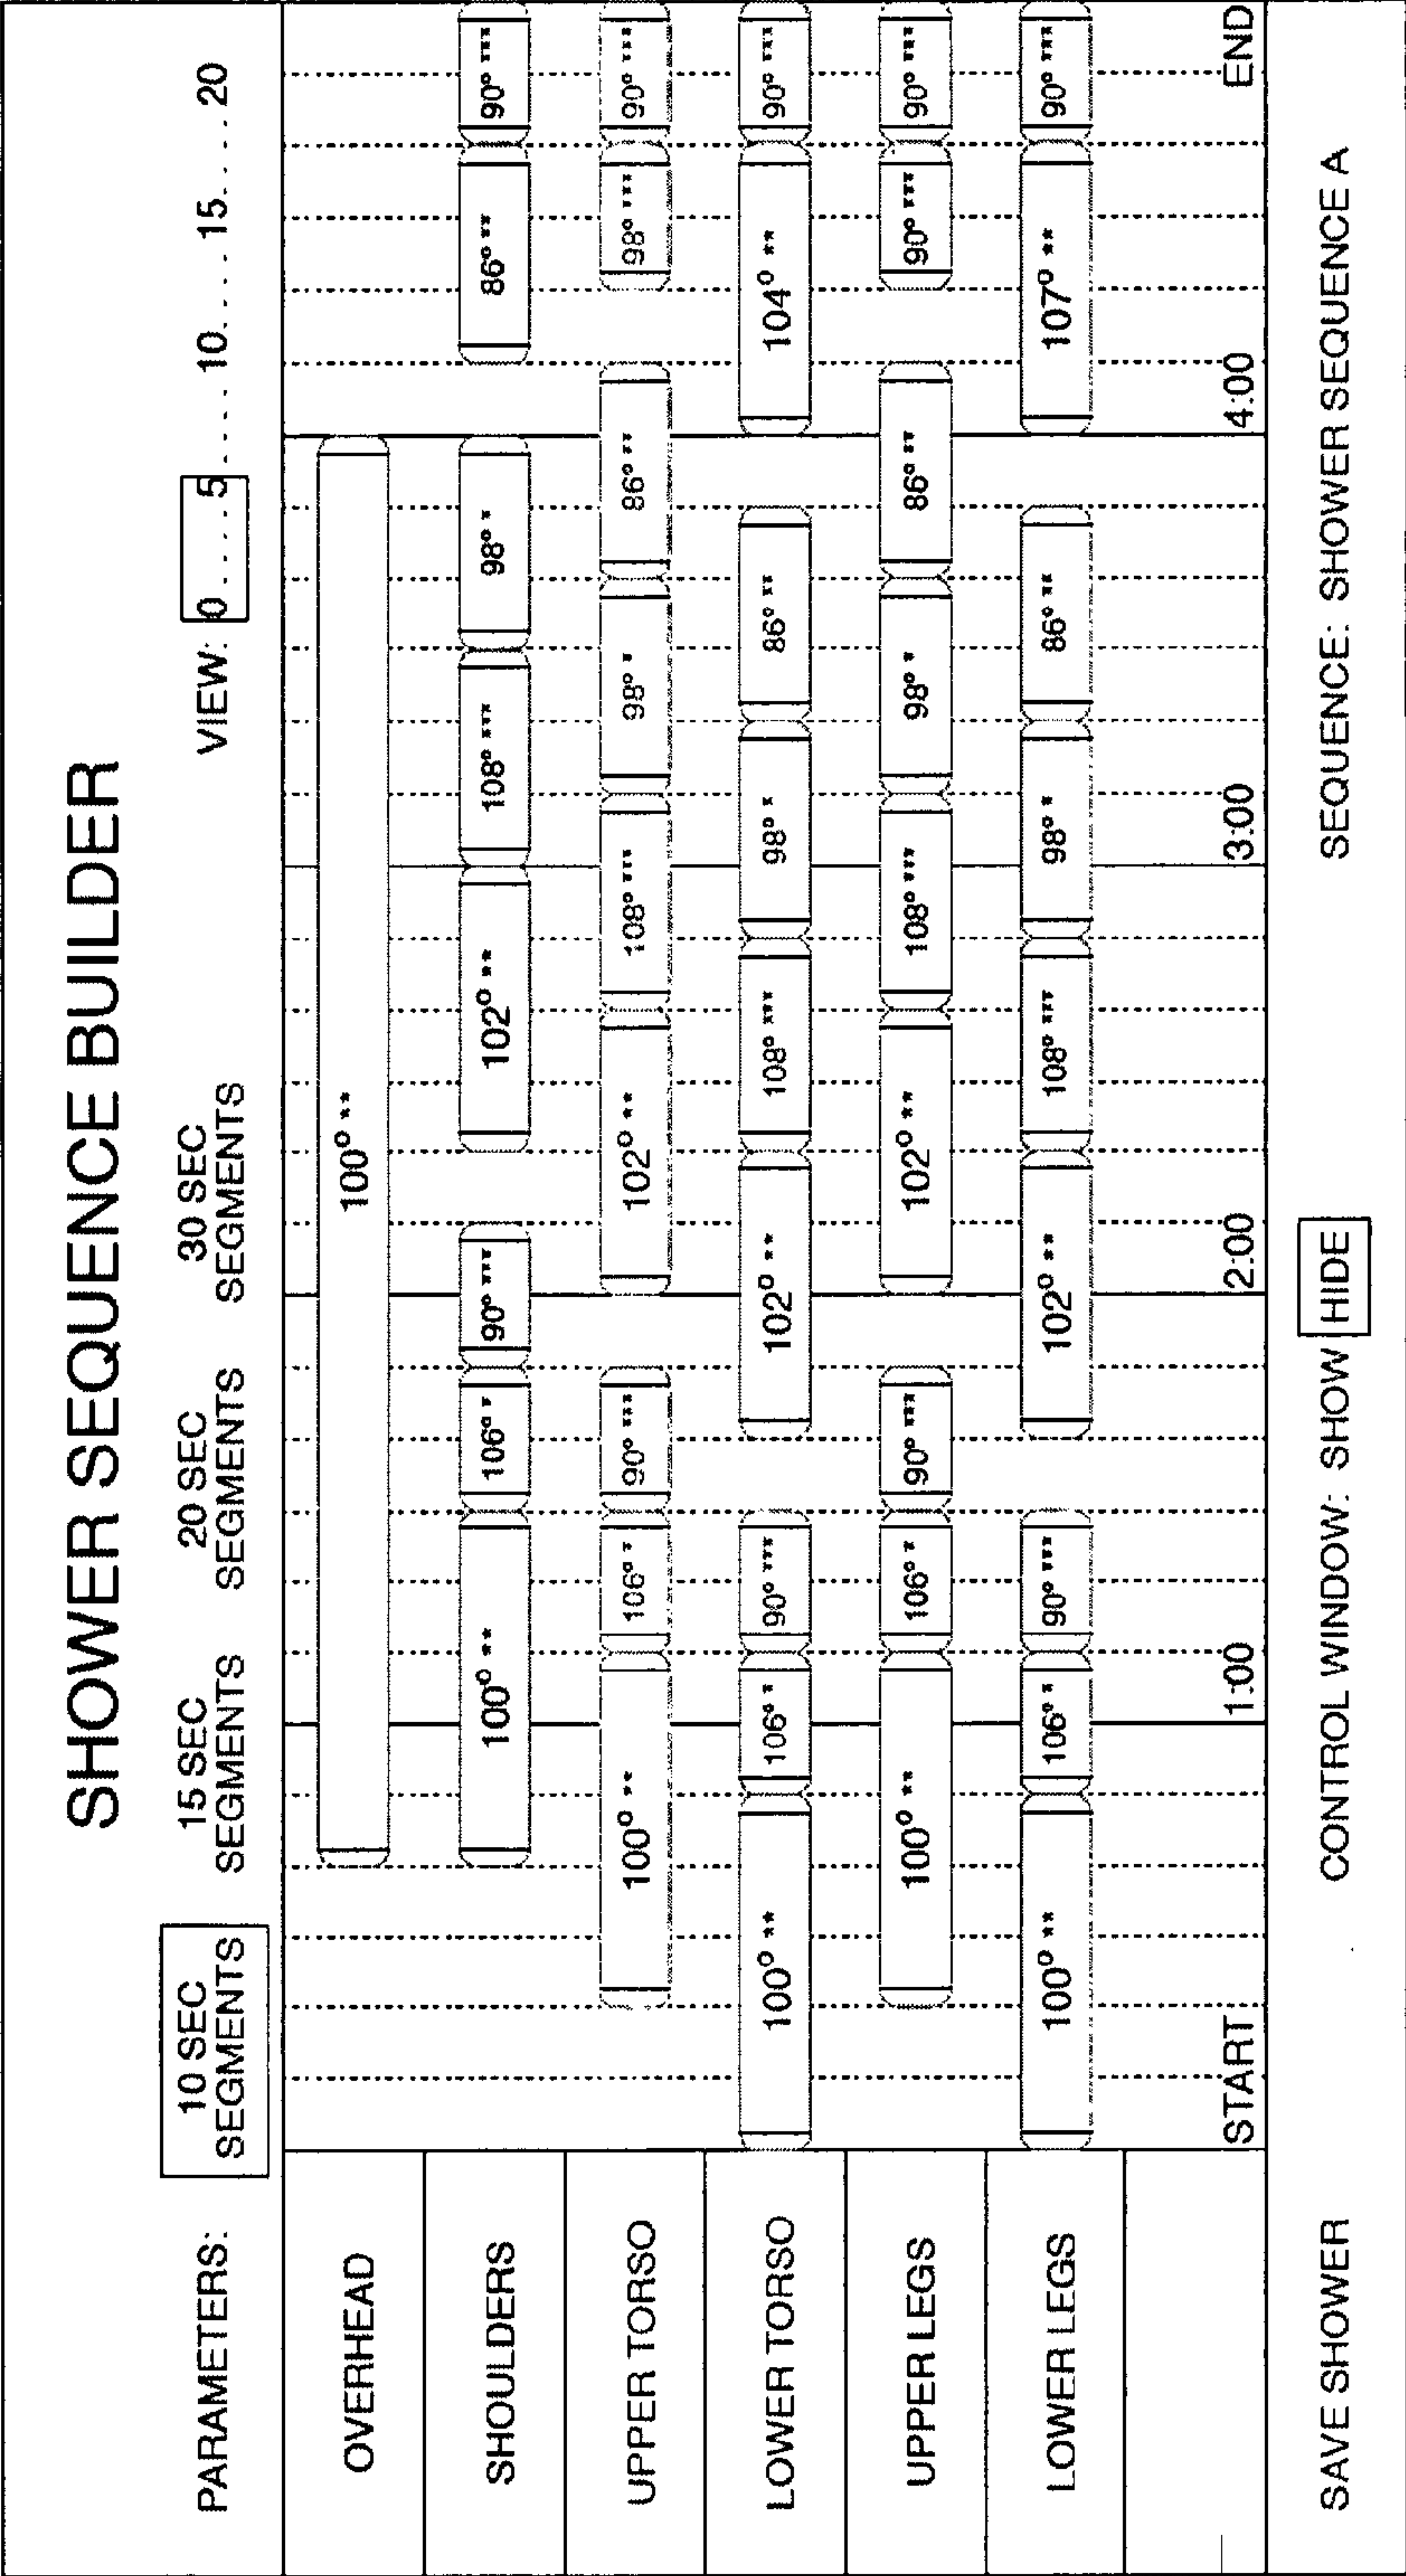 SHOWER SEQUENCE BUILDER
PARAMETERS: 10 SEC SEGMENTS 15 SEC SEGMENTS 20 SEC SEGMENTS 30 SEC SEGMENTS VIEW: 0...5....10....15....20
OVERHEAD 100° **
SHOULDERS 100° ** 106° * 90° *** 102° ** 108° *** 98° * 86° ** 90° ***
UPPER TORSO 100° ** 106° * 90° *** 102° ** 108° *** 98° * 86° ** 98° *** 90° ***
LOWER TORSO 100° ** 106° * 90° *** 102° ** 108° *** 98° * 86° ** 104° ** 90° ***
UPPER LEGS 100° ** 106° * 90° *** 102° ** 108° *** 98° * 86° ** 90° *** 90° ***
LOWER LEGS 100° ** 106° * 90° *** 102° ** 108° *** 98° * 86° ** 107° ** 90° ***
START 1:00 2:00 3:00 4:00 END
SAVE SHOWER CONTROL WINDOW: SHOW HIDE SEQUENCE: SHOWER SEQUENCE A